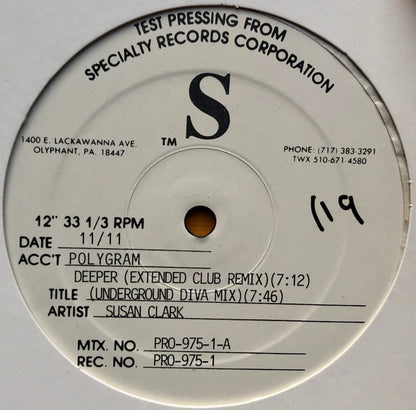 TEST PRESSING FROM
SPECIALTY RECORDS CORPORATION
S
TM
1400 E. LACKAWANNA AVE.
OLYPHANT, PA. 18447
PHONE: (717) 383-3291
TWX 510-671-4580
119
12" 33 1/3 RPM
DATE 11/11
ACC'T POLYGRAM
DEEPER (EXTENDED CLUB REMIX)(7:12)
TITLE (UNDERGROUND DIVA MIX)(7:46)
ARTIST SUSAN CLARK
MTX. NO. PRO-975-1-A
REC. NO. PRO-975-1